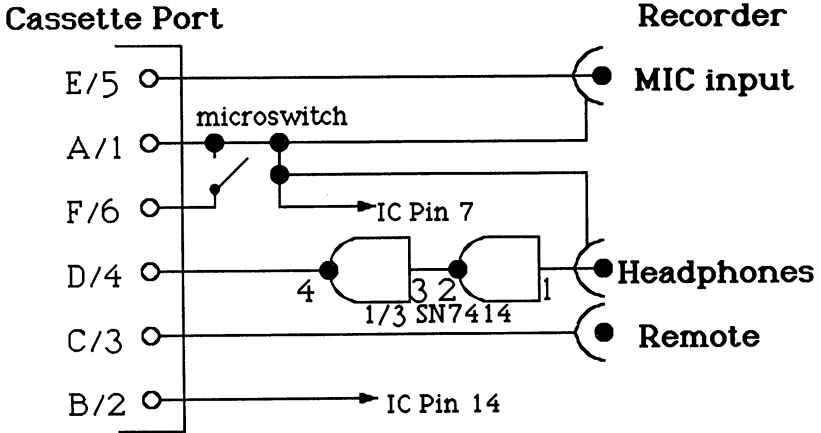 Cassette Port
Recorder
E/5
MIC input
microswitch
A/1
F/6
IC Pin 7
D/4
4
3
2
1
Headphones
1/3 SN7414
C/3
Remote
B/2
IC Pin 14